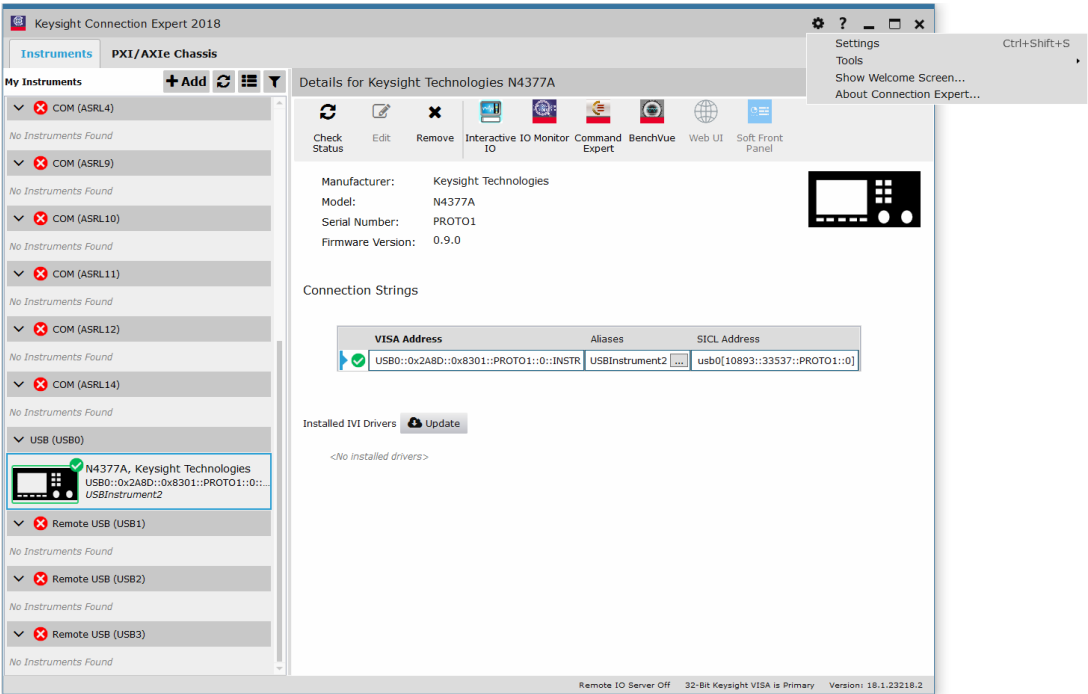 Keysight Connection Expert 2018
?
Instruments
PXI/AXIe Chassis
Settings Ctrl+Shift+S
Tools
Show Welcome Screen...
About Connection Expert...
My Instruments
+ Add
COM (ASRL4)
No Instruments Found
COM (ASRL9)
No Instruments Found
COM (ASRL10)
No Instruments Found
COM (ASRL11)
No Instruments Found
COM (ASRL12)
No Instruments Found
COM (ASRL14)
No Instruments Found
USB (USB0)
N4377A, Keysight Technologies
USB0::0x2A8D::0x8301::PROTO1::0::...
USBInstrument2
Remote USB (USB1)
No Instruments Found
Remote USB (USB2)
No Instruments Found
Remote USB (USB3)
No Instruments Found
Details for Keysight Technologies N4377A
Check
Status
Edit
Remove
Interactive
IO
IO Monitor
Command
Expert
BenchVue
Web UI
Soft Front
Panel
Manufacturer: Keysight Technologies
Model: N4377A
Serial Number: PROTO1
Firmware Version: 0.9.0
Connection Strings
VISA Address Aliases SICL Address
USB0::0x2A8D::0x8301::PROTO1::0::INSTR USBInstrument2 ... usb0[10893::33537::PROTO1::0]
Installed IVI Drivers Update
<No installed drivers>
Remote IO Server Off 32-Bit Keysight VISA is Primary Version: 18.1.23218.2